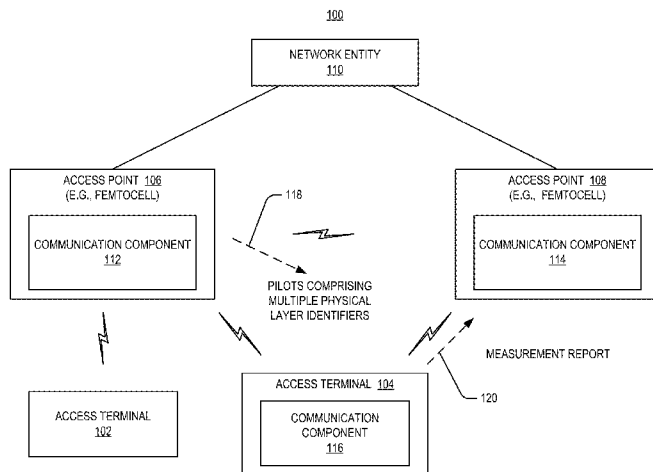 100
NETWORK ENTITY
110
ACCESS POINT 106
(E.G., FEMTOCELL)
COMMUNICATION COMPONENT
112
118
PILOTS COMPRISING
MULTIPLE PHYSICAL
LAYER IDENTIFIERS
ACCESS POINT 108
(E.G., FEMTOCELL)
COMMUNICATION COMPONENT
114
MEASUREMENT REPORT
120
ACCESS TERMINAL
102
ACCESS TERMINAL 104
COMMUNICATION
COMPONENT
116